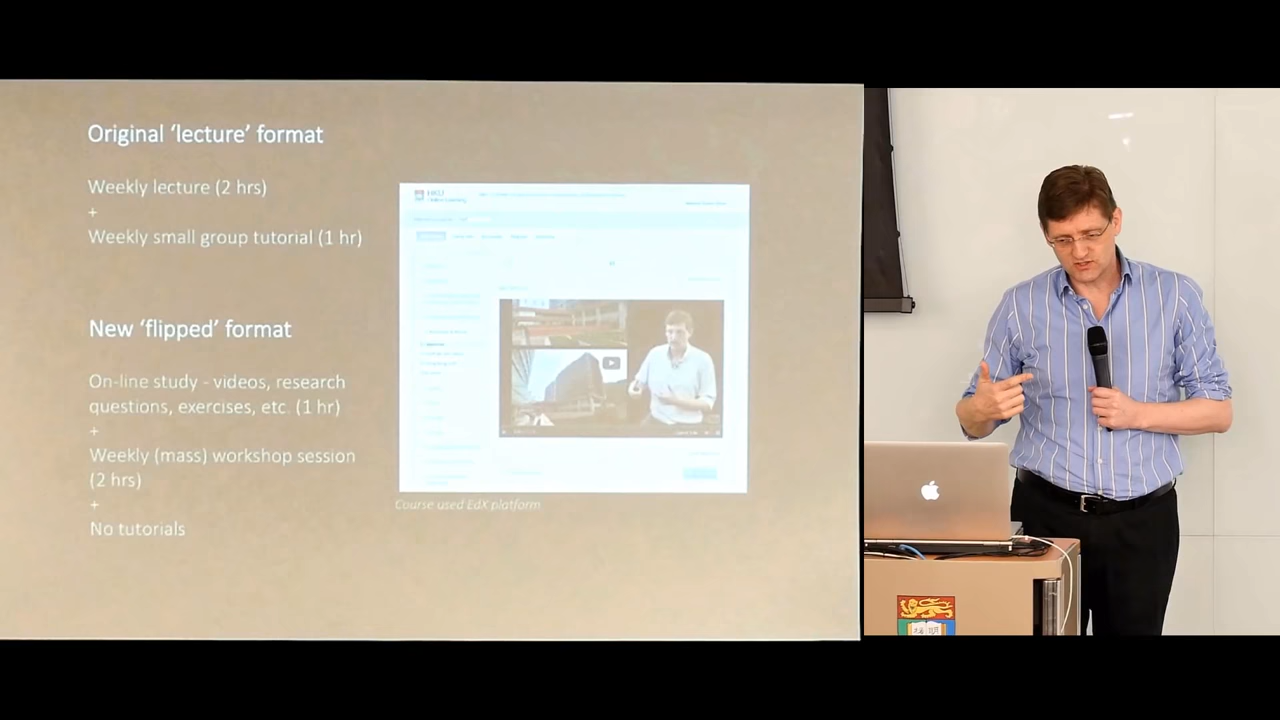 Original ‘lecture’ format
Weekly lecture (2 hrs)
+
Weekly small group tutorial (1 hr)
New ‘flipped’ format
On-line study - videos, research
questions, exercises, etc. (1 hr)
+
Weekly (mass) workshop session
(2 hrs)
+
No tutorials
HKU
Course used EdX platform